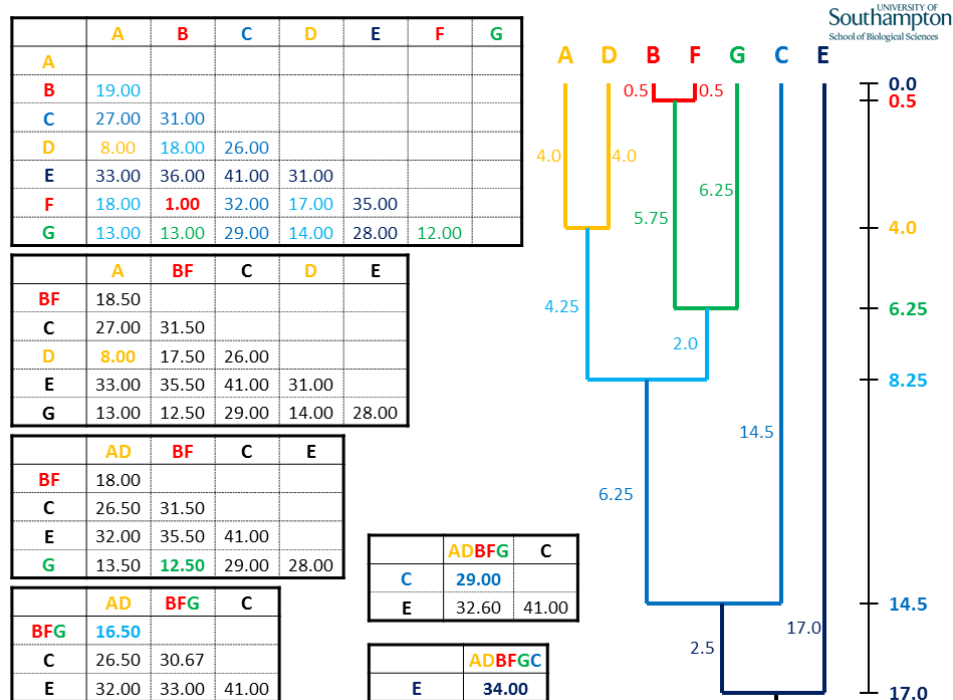 UNIVERSITY OF
Southampton
School of Biological Sciences
A B C D E F G
A
B 19.00
C 27.00 31.00
D 8.00 18.00 26.00
E 33.00 36.00 41.00 31.00
F 18.00 1.00 32.00 17.00 35.00
G 13.00 13.00 29.00 14.00 28.00 12.00
A BF C D E
BF 18.50
C 27.00 31.50
D 8.00 17.50 26.00
E 33.00 35.50 41.00 31.00
G 13.00 12.50 29.00 14.00 28.00
AD BF C E
BF 18.00
C 26.50 31.50
E 32.00 35.50 41.00
G 13.50 12.50 29.00 28.00
AD BFG C
BFG 16.50
C 26.50 30.67
E 32.00 33.00 41.00
ADBFG C
C 29.00
E 32.60 41.00
ADBFGC
E 34.00
A D B F G C E
0.5 0.5
4.0 4.0
6.25
5.75
4.25
2.0
14.5
6.25
17.0
2.5
0.0
0.5
4.0
6.25
8.25
14.5
17.0